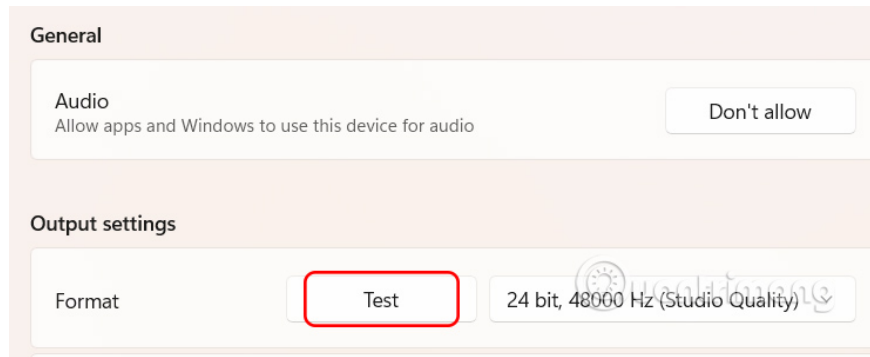 General
Audio
Allow apps and Windows to use this device for audio
Don't allow
Output settings
Format
Test
24 bit, 48000 Hz (Studio Quality)
uantrimang